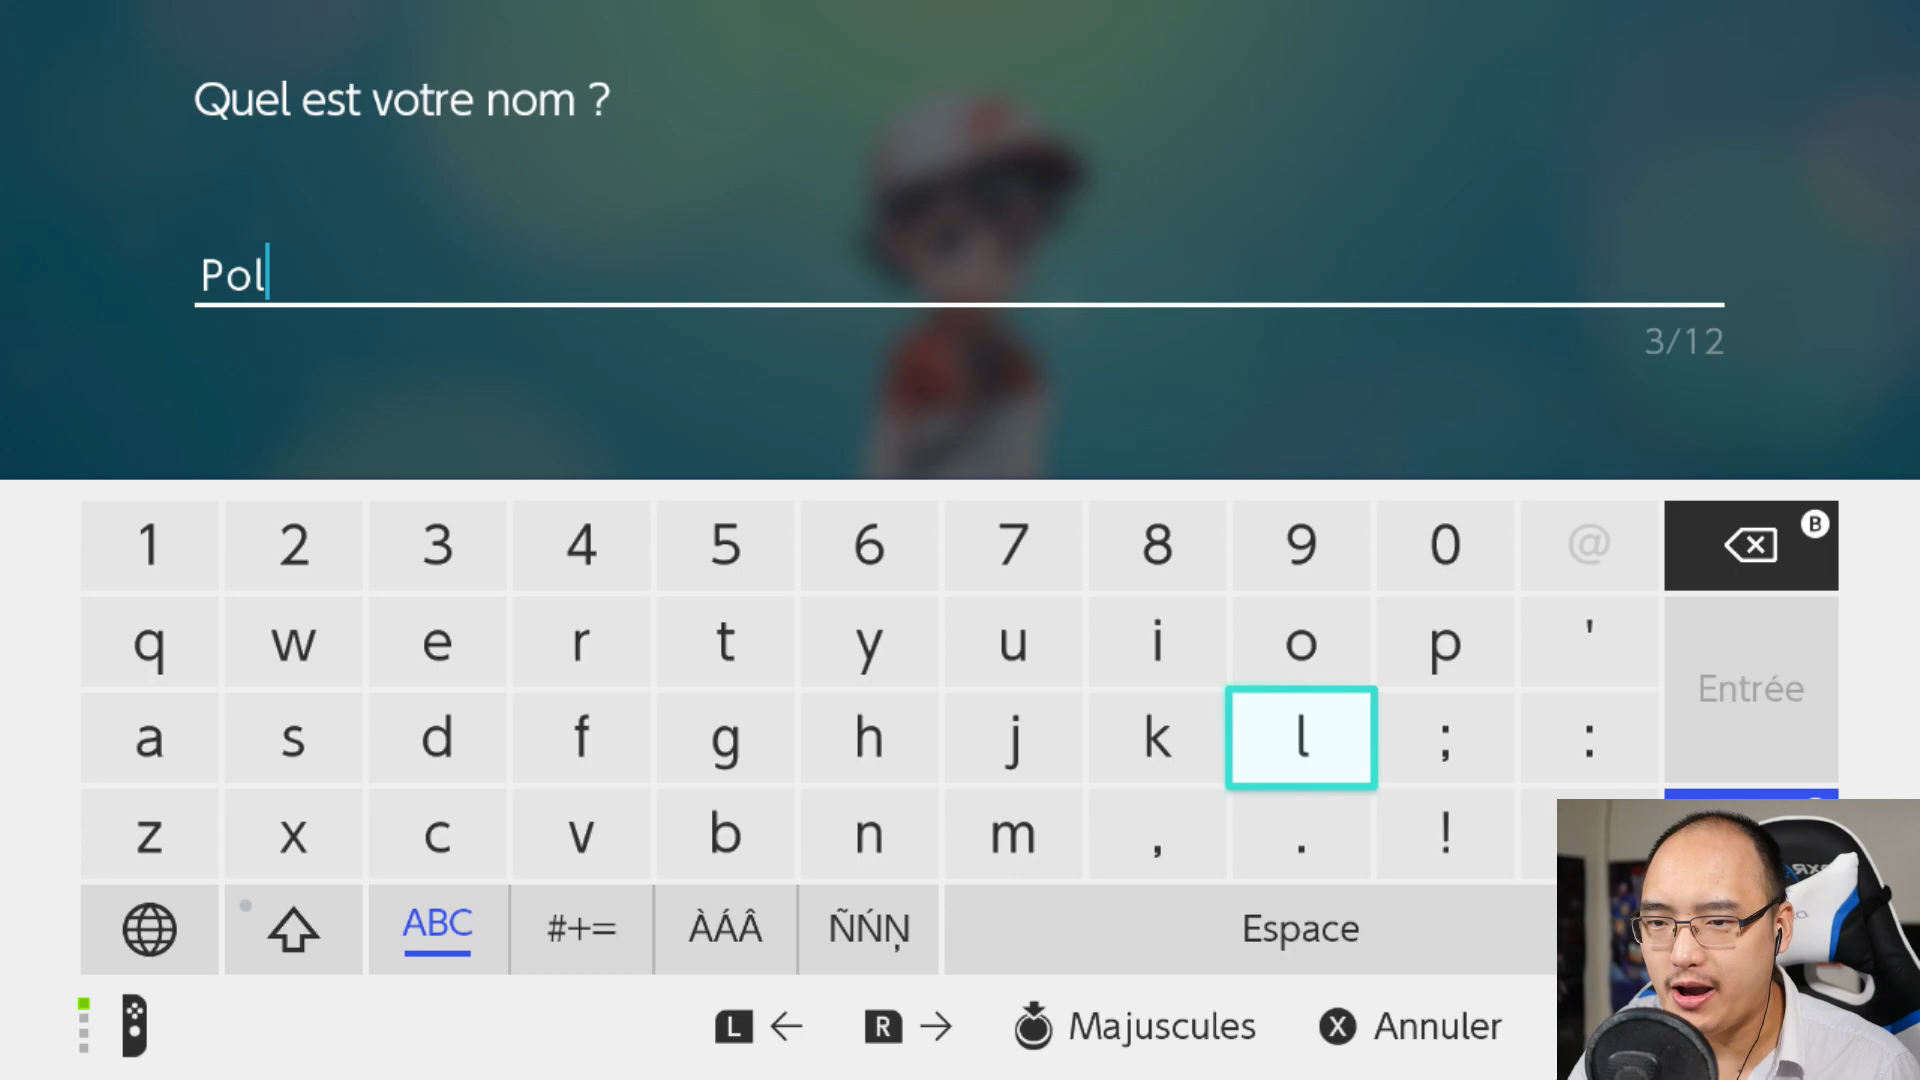 Quel est votre nom ?
Pol
3/12
1 2 3 4 5 6 7 8 9 0 @ B
q w e r t y u i o p '
Entrée
a s d f g h j k l ; :
z x c v b n m , . !
ABC #+= ÀÁÂ ÑŃŅ Espace
L ← R → Majuscules X Annuler